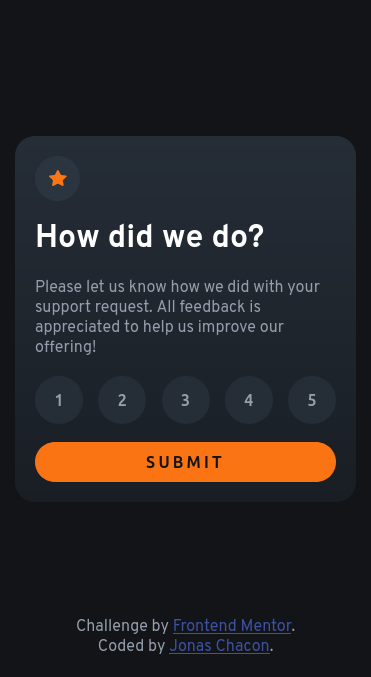 How did we do?
Please let us know how we did with your
support request. All feedback is
appreciated to help us improve our
offering!
1 2 3 4 5
SUBMIT
Challenge by Frontend Mentor.
Coded by Jonas Chacon.